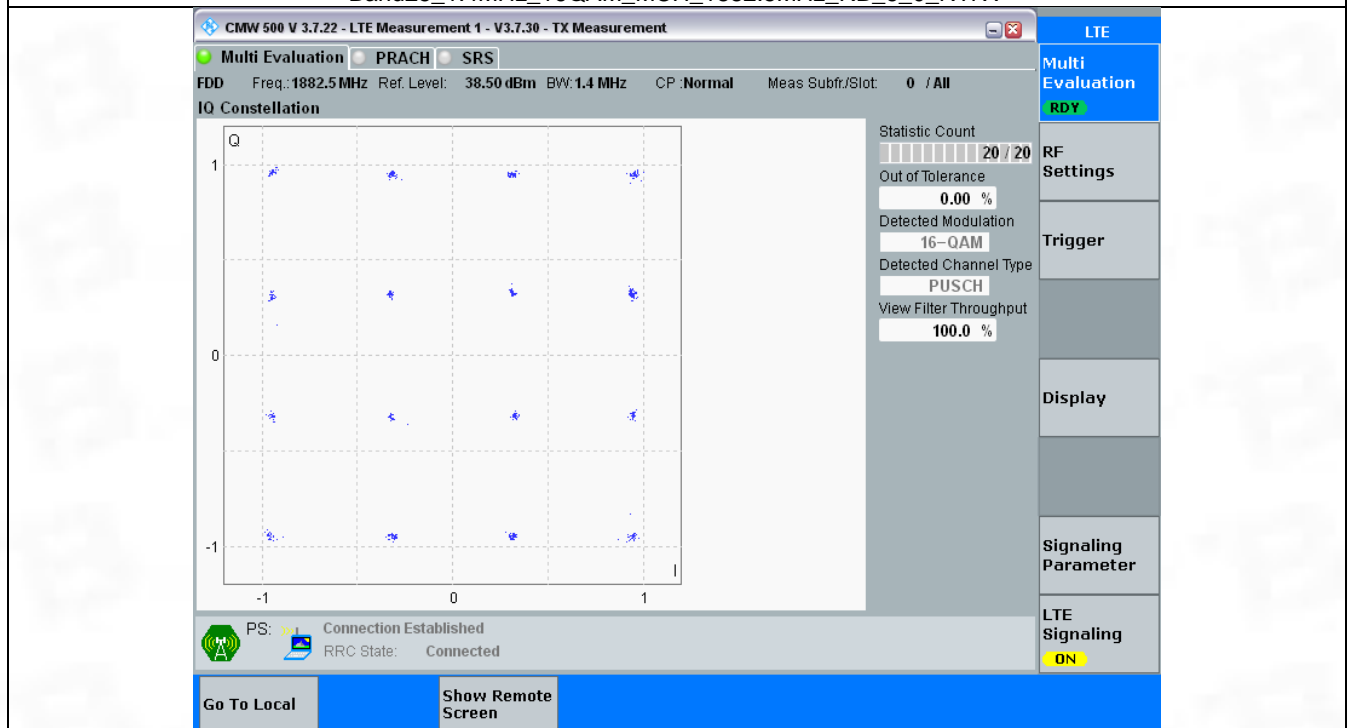 CMW 500 V 3.7.22 - LTE Measurement 1 - V3.7.30 - TX Measurement
LTE
Multi Evaluation PRACH SRS
Multi
Evaluation
RDY
FDD Freq.:1882.5 MHz Ref. Level: 38.50 dBm BW:1.4 MHz CP :Normal Meas Subfr./Slot: 0 / All
IQ Constellation
Q
1
0
-1
I
-1 0 1
Statistic Count
20 / 20
Out of Tolerance
0.00 %
Detected Modulation
16-QAM
Detected Channel Type
PUSCH
View Filter Throughput
100.0 %
RF
Settings
Trigger
Display
Signaling
Parameter
LTE
Signaling
ON
PS: Connection Established
RRC State: Connected
Go To Local
Show Remote
Screen